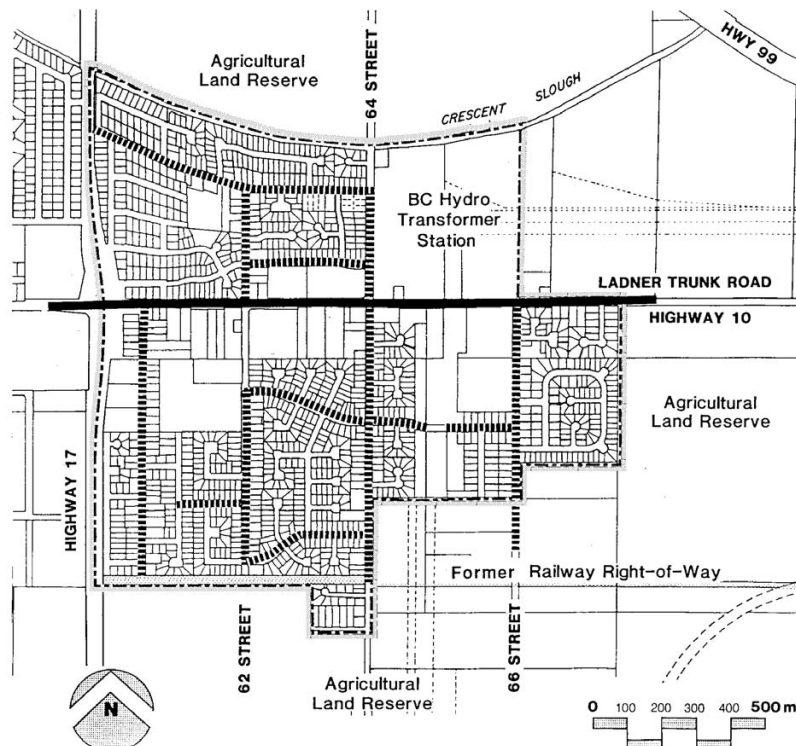 Agricultural
Land Reserve
64 STREET
HWY 99
CRESCENT SLOUGH
BC Hydro
Transformer
Station
LADNER TRUNK ROAD
HIGHWAY 10
Agricultural
Land Reserve
HIGHWAY 17
Former Railway Right-of-Way
62 STREET
66 STREET
Agricultural
Land Reserve
N
0 100 200 300 400 500 m